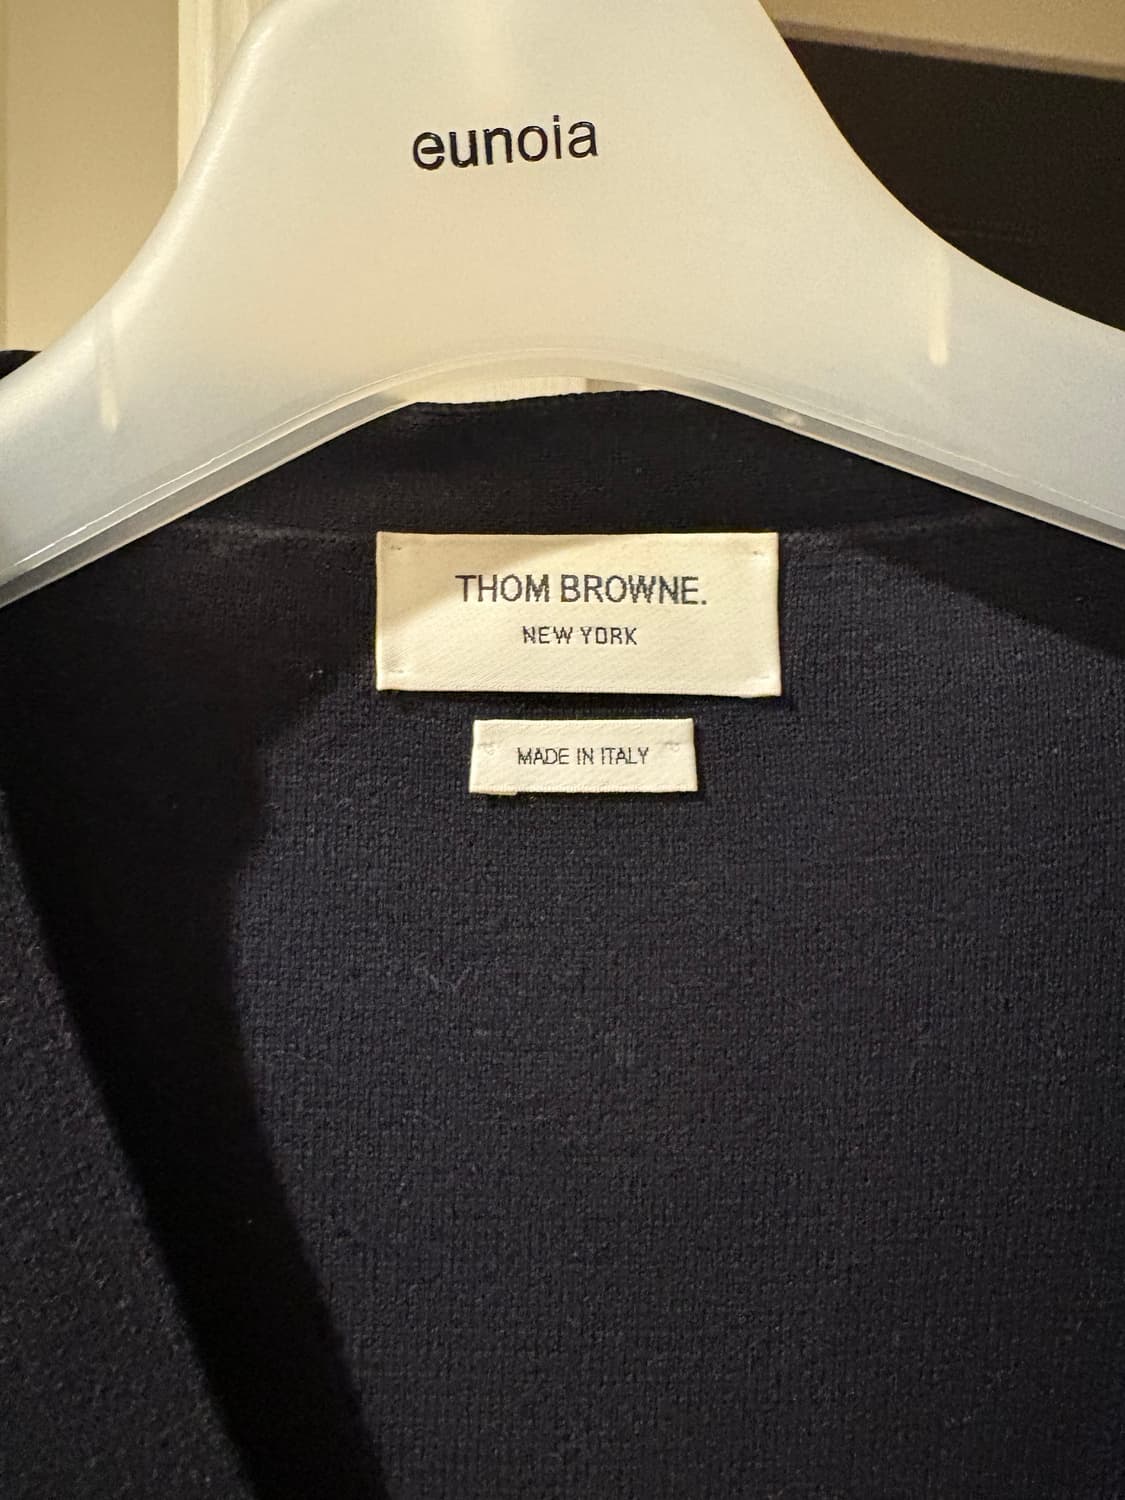 eunoia
THOM BROWNE.
NEW YORK
MADE IN ITALY